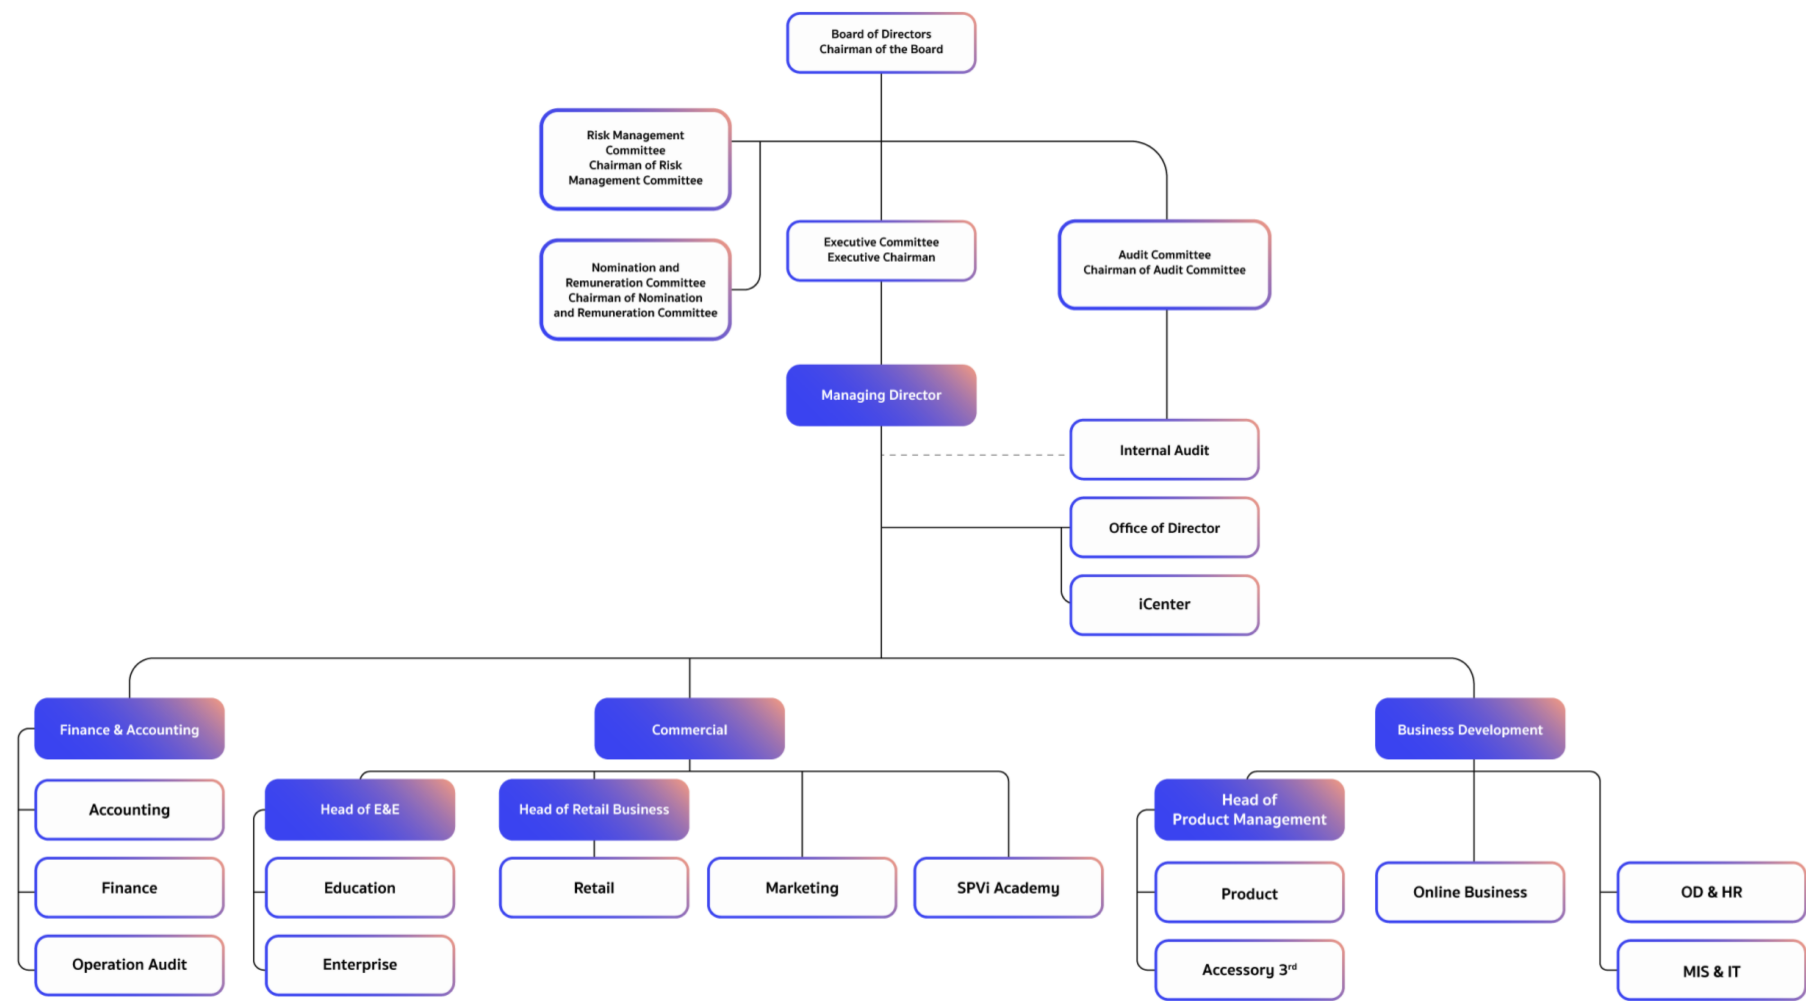 Board of Directors
Chairman of the Board
Risk Management
Committee
Chairman of Risk
Management Committee
Nomination and
Remuneration Committee
Chairman of Nomination
and Remuneration Committee
Executive Committee
Executive Chairman
Audit Committee
Chairman of Audit Committee
Managing Director
Internal Audit
Office of Director
iCenter
Finance & Accounting
Commercial
Business Development
Accounting
Head of E&E
Head of Retail Business
Head of
Product Management
Finance
Education
Retail
Marketing
SPVi Academy
Product
Online Business
OD & HR
Operation Audit
Enterprise
Accessory 3rd
MIS & IT